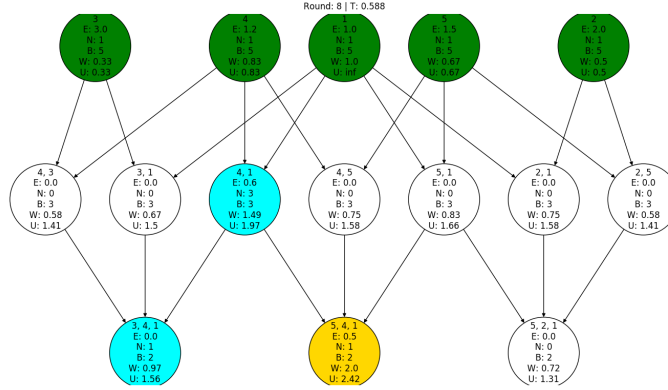 Round: 8 | T: 0.588
3
E: 3.0
N: 1
B: 5
W: 0.33
U: 0.33
4
E: 1.2
N: 1
B: 5
W: 0.83
U: 0.83
1
E: 1.0
N: 1
B: 5
W: 1.0
U: inf
5
E: 1.5
N: 1
B: 5
W: 0.67
U: 0.67
2
E: 2.0
N: 1
B: 5
W: 0.5
U: 0.5
4, 3
E: 0.0
N: 0
B: 3
W: 0.58
U: 1.41
3, 1
E: 0.0
N: 0
B: 3
W: 0.67
U: 1.5
4, 1
E: 0.6
N: 3
B: 3
W: 1.49
U: 1.97
4, 5
E: 0.0
N: 0
B: 3
W: 0.75
U: 1.58
5, 1
E: 0.0
N: 0
B: 3
W: 0.83
U: 1.66
2, 1
E: 0.0
N: 0
B: 3
W: 0.75
U: 1.58
2, 5
E: 0.0
N: 0
B: 3
W: 0.58
U: 1.41
3, 4, 1
E: 0.0
N: 1
B: 2
W: 0.97
U: 1.56
5, 4, 1
E: 0.5
N: 1
B: 2
W: 2.0
U: 2.42
5, 2, 1
E: 0.0
N: 0
B: 2
W: 0.72
U: 1.31